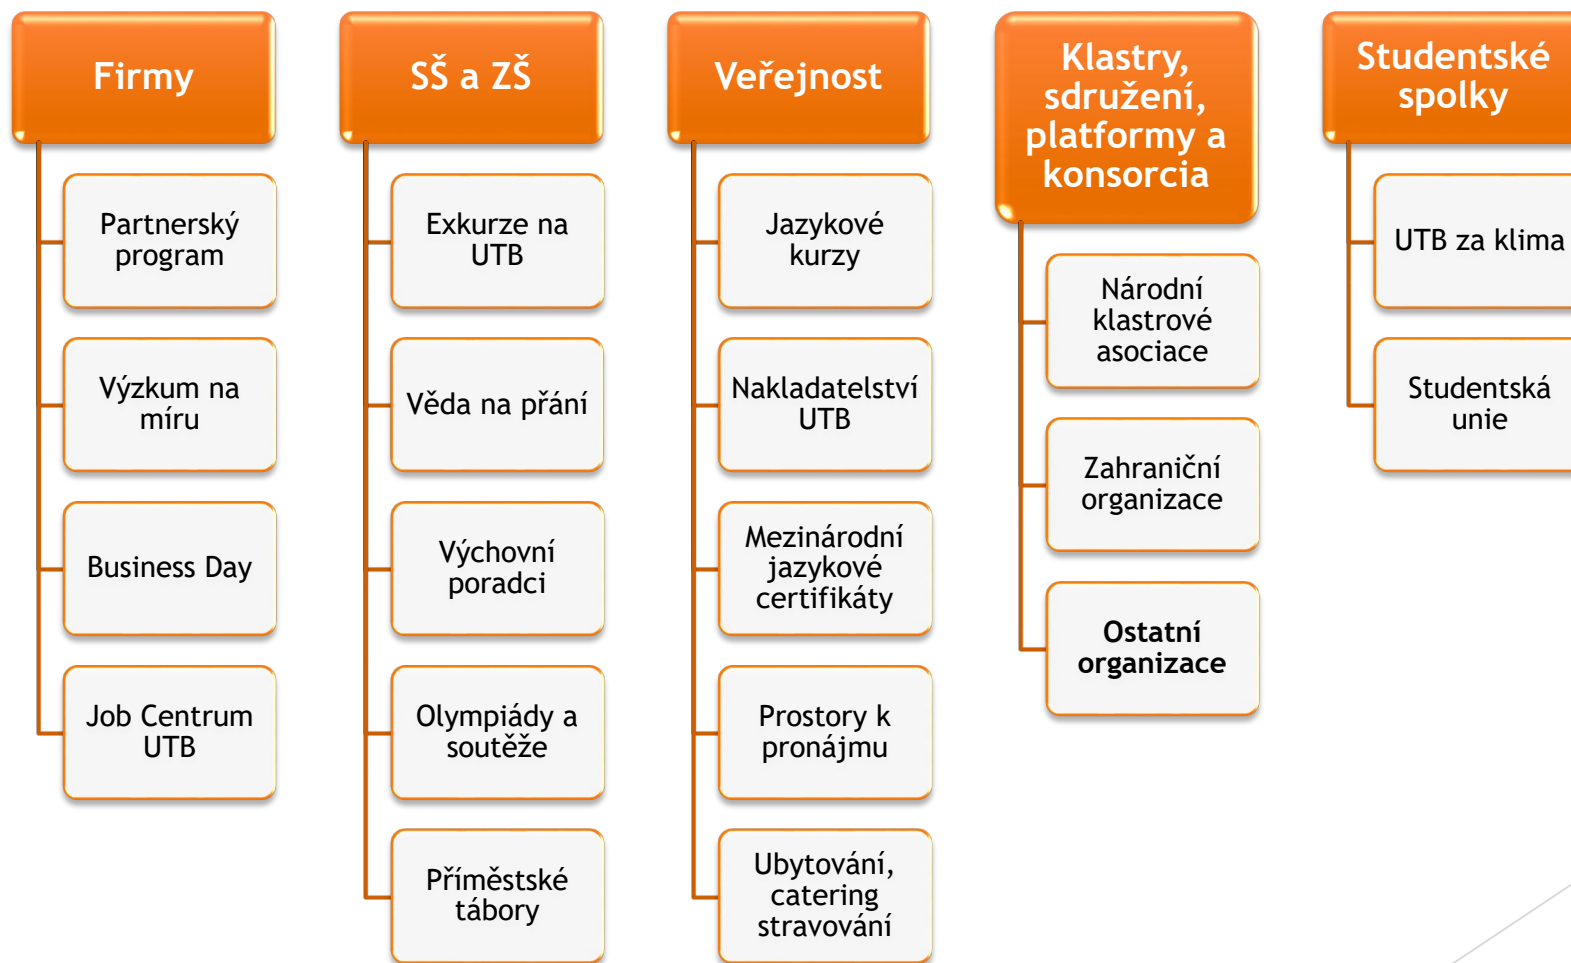 Firmy
Partnerský
program
Výzkum na
míru
Business Day
Job Centrum
UTB
SŠ a ZŠ
Exkurze na
UTB
Věda na přání
Výchovní
poradci
Olympiády a
soutěže
Příměstské
tábory
Veřejnost
Jazykové
kurzy
Nakladatelství
UTB
Mezinárodní
jazykové
certifikáty
Prostory k
pronájmu
Ubytování,
catering
stravování
Klastry,
sdružení,
platformy a
konsorcia
Národní
klastrové
asociace
Zahraniční
organizace
Ostatní
organizace
Studentské
spolky
UTB za klima
Studentská
unie